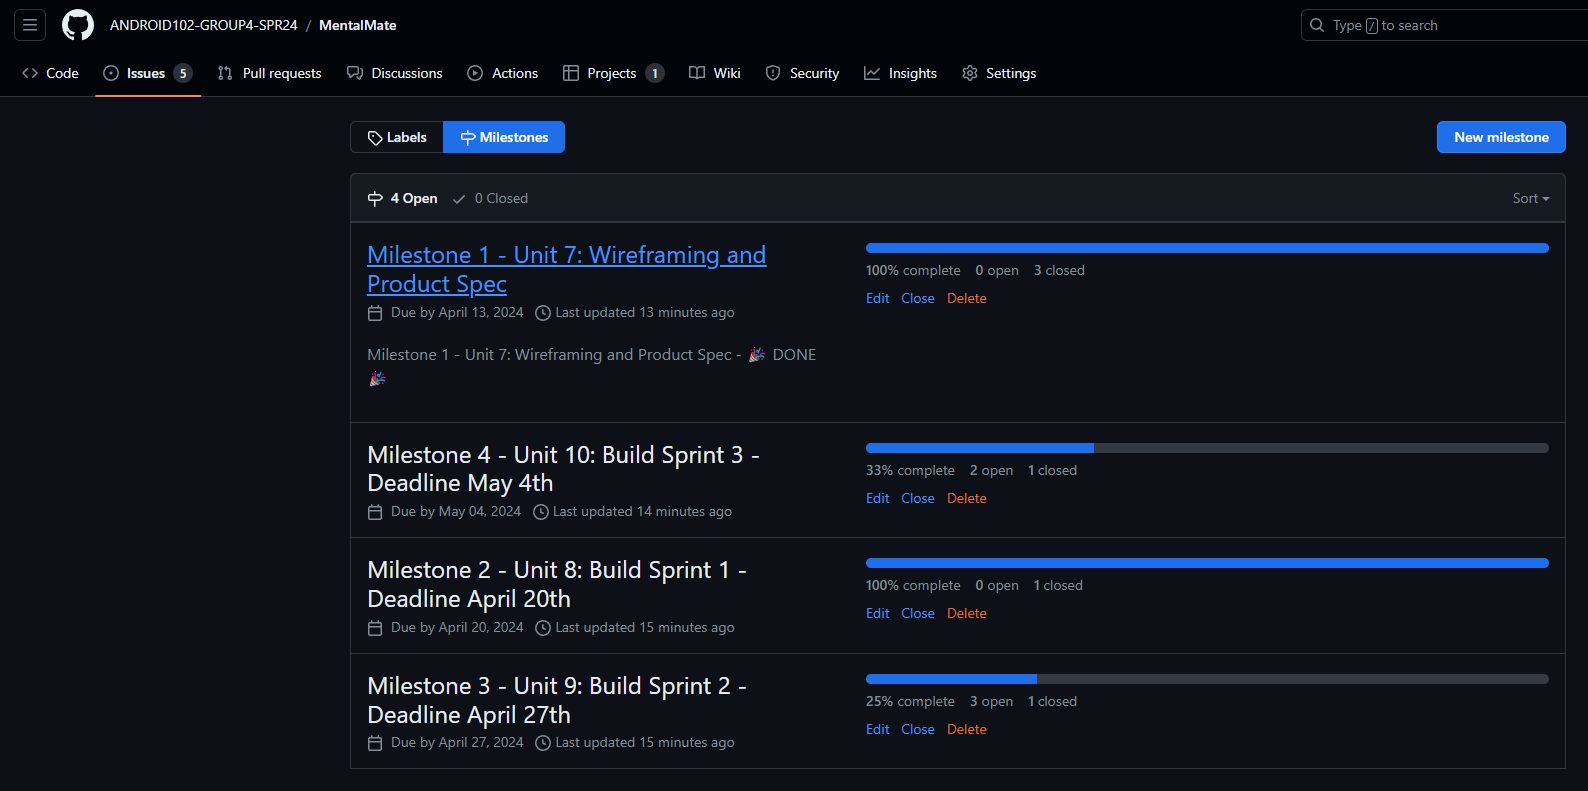 ANDROID102-GROUP4-SPR24 / MentalMate
Type / to search
Code Issues 5 Pull requests Discussions Actions Projects 1 Wiki Security Insights Settings
Labels Milestones New milestone
4 Open 0 Closed Sort
Milestone 1 - Unit 7: Wireframing and
Product Spec
Due by April 13, 2024 Last updated 13 minutes ago
Milestone 1 - Unit 7: Wireframing and Product Spec - 🎉 DONE
🎉
100% complete 0 open 3 closed
Edit Close Delete
Milestone 4 - Unit 10: Build Sprint 3 -
Deadline May 4th
Due by May 04, 2024 Last updated 14 minutes ago
33% complete 2 open 1 closed
Edit Close Delete
Milestone 2 - Unit 8: Build Sprint 1 -
Deadline April 20th
Due by April 20, 2024 Last updated 15 minutes ago
100% complete 0 open 1 closed
Edit Close Delete
Milestone 3 - Unit 9: Build Sprint 2 -
Deadline April 27th
Due by April 27, 2024 Last updated 15 minutes ago
25% complete 3 open 1 closed
Edit Close Delete